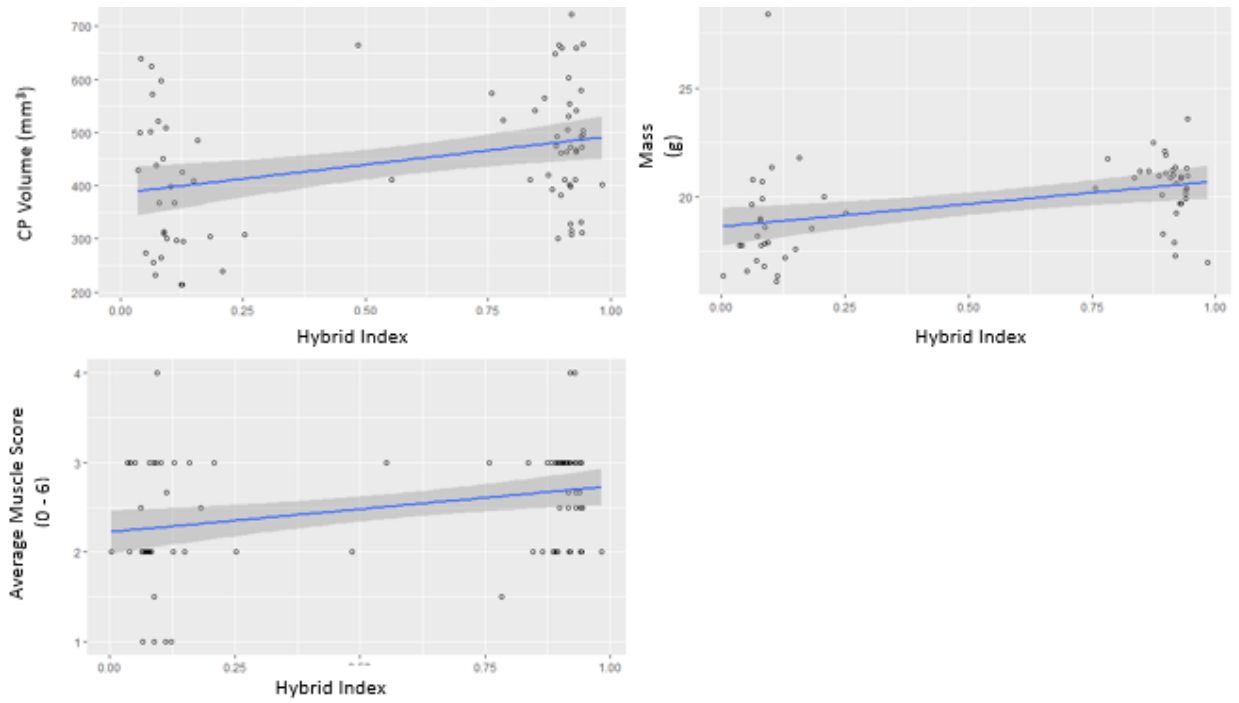 700
600
500
400
300
200
CP Volume (mm³)
0.00 0.25 0.50 0.75 1.00
Hybrid Index
25
20
Mass
(g)
0.00 0.25 0.50 0.75 1.00
Hybrid Index
4
3
2
1
Average Muscle Score
(0 - 6)
0.00 0.25 0.75 1.00
Hybrid Index